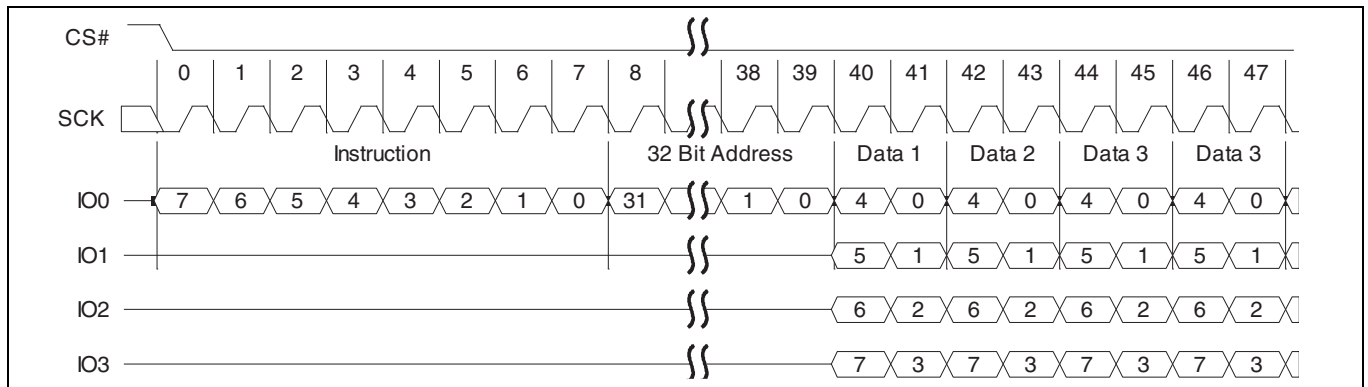 CS#
0 1 2 3 4 5 6 7 8 38 39 40 41 42 43 44 45 46 47
SCK
Instruction 32 Bit Address Data 1 Data 2 Data 3 Data 3
IO0 7 6 5 4 3 2 1 0 31 1 0 4 0 4 0 4 0 4 0
IO1 5 1 5 1 5 1 5 1
IO2 6 2 6 2 6 2 6 2
IO3 7 3 7 3 7 3 7 3